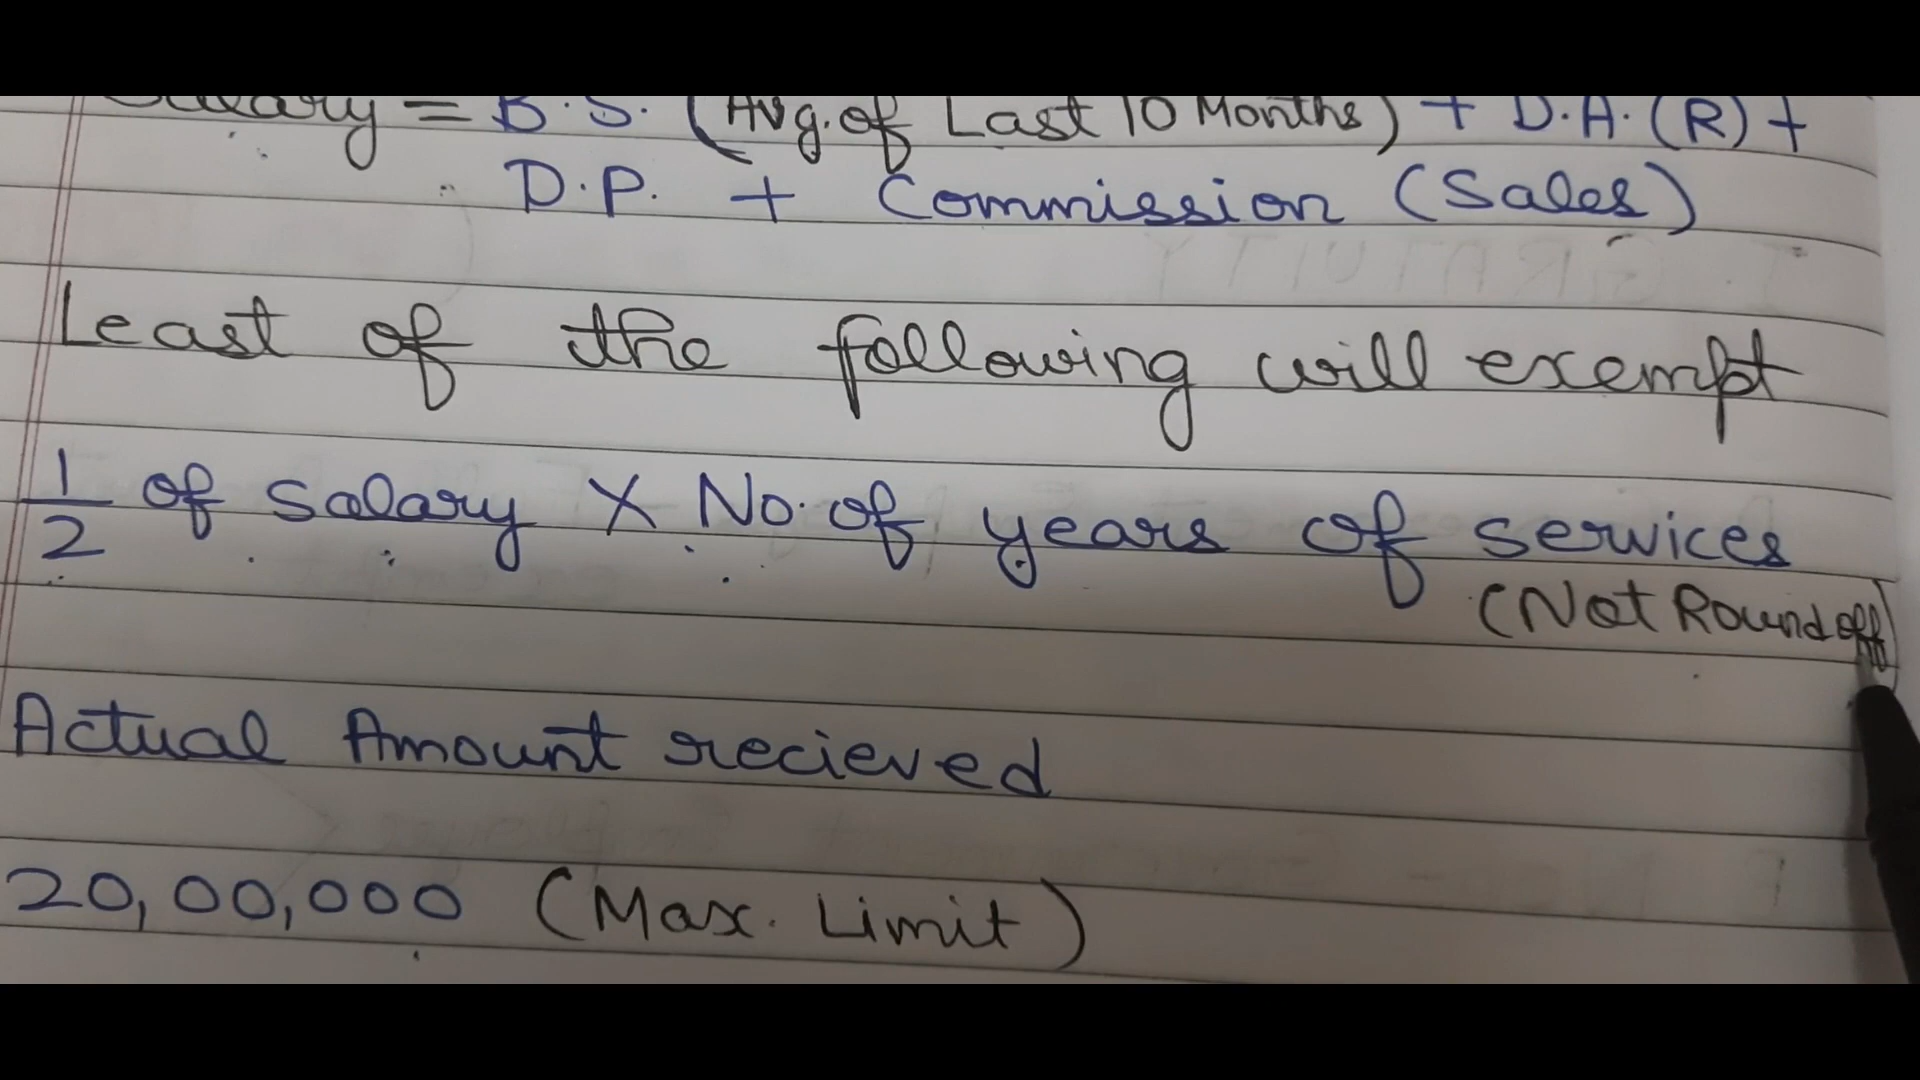 Salary = B.S. (Avg. of Last 10 Months) + D.A. (R) +
D.P. + Commission (Sales)
Least of the following will exempt
1/2 of Salary X No. of years of services
(Not Round off)
Actual Amount recieved
20,00,000 (Max. Limit)